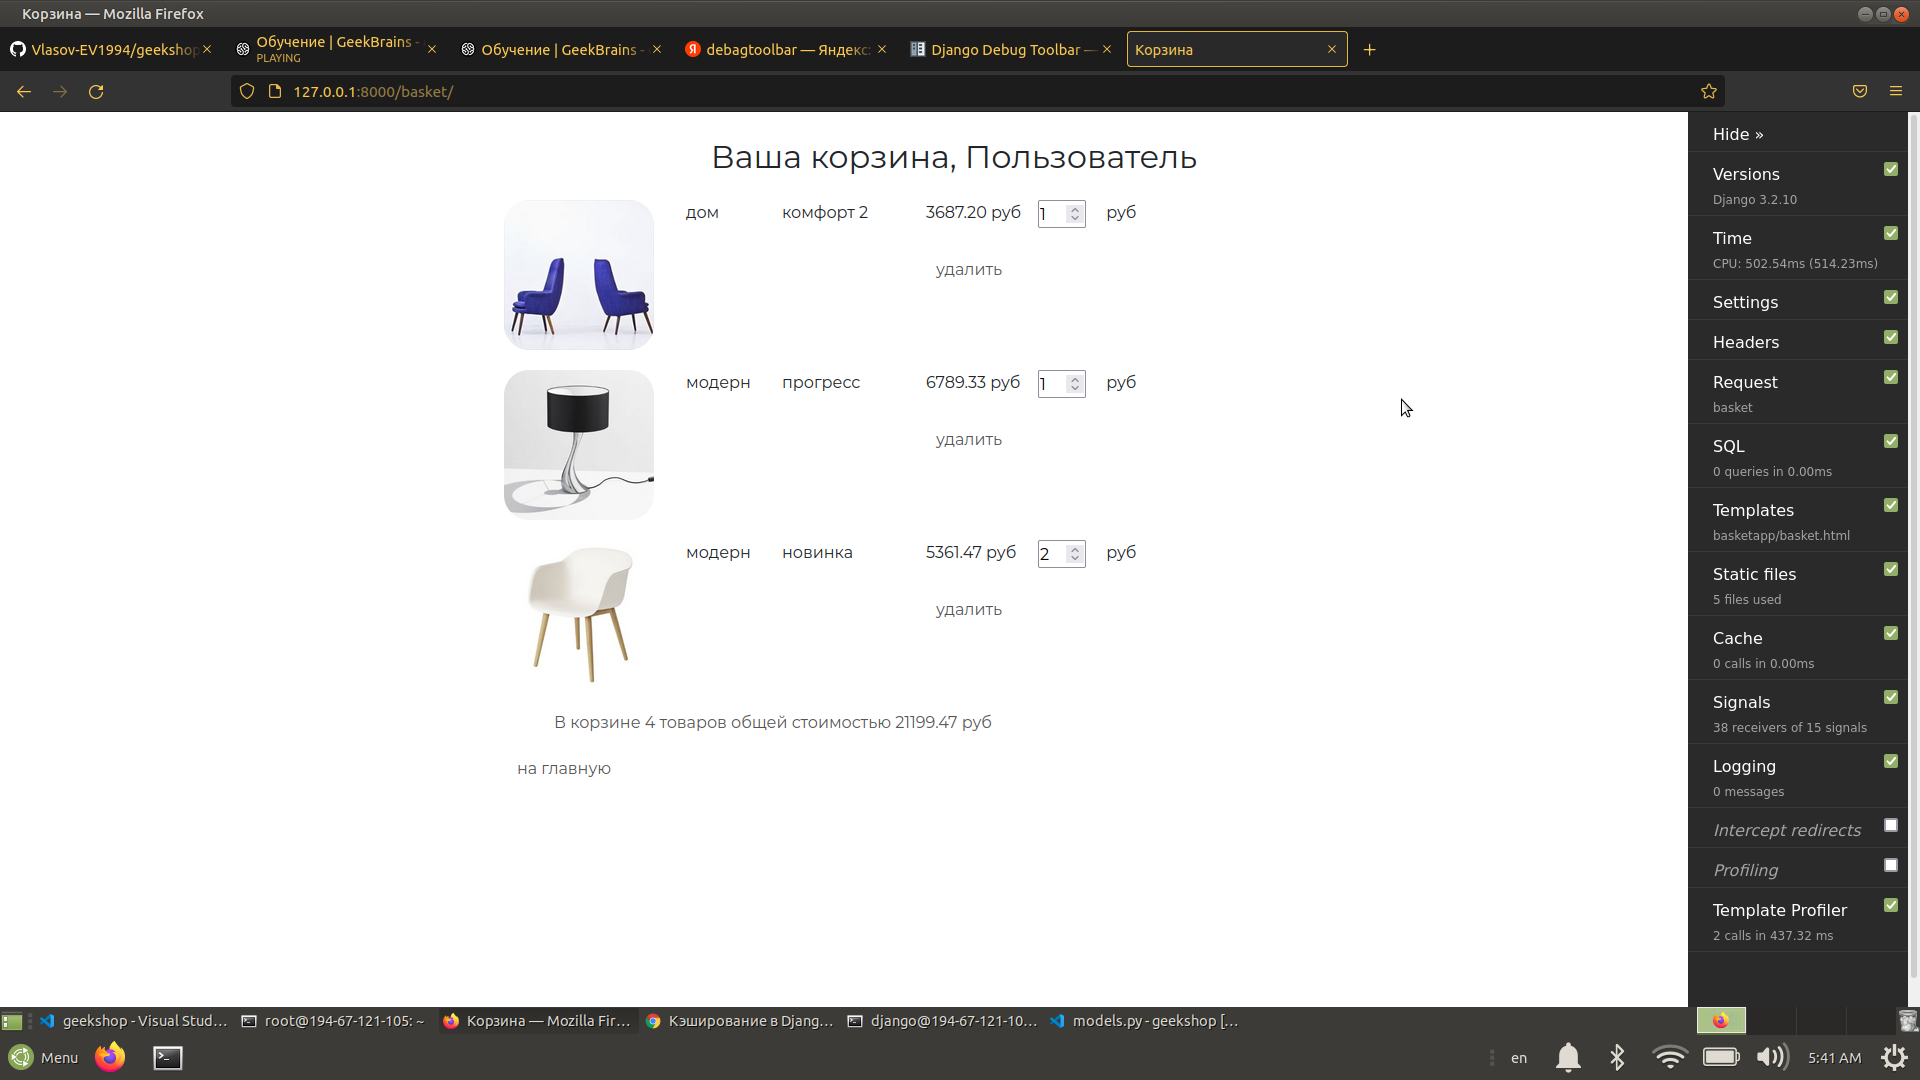 Корзина — Mozilla Firefox
Vlasov-EV1994/geekshop
Обучение | GeekBrains -
PLAYING
Обучение | GeekBrains -
debagtoolbar — Яндекс:
Django Debug Toolbar —
Корзина
127.0.0.1:8000/basket/
Ваша корзина, Пользователь
дом комфорт 2 3687.20 руб 1 руб
удалить
модерн прогресс 6789.33 руб 1 руб
удалить
модерн новинка 5361.47 руб 2 руб
удалить
В корзине 4 товаров общей стоимостью 21199.47 руб
на главную
Hide »
Versions
Django 3.2.10
Time
CPU: 502.54ms (514.23ms)
Settings
Headers
Request
basket
SQL
0 queries in 0.00ms
Templates
basketapp/basket.html
Static files
5 files used
Cache
0 calls in 0.00ms
Signals
38 receivers of 15 signals
Logging
0 messages
Intercept redirects
Profiling
Template Profiler
2 calls in 437.32 ms
geekshop - Visual Stud...
root@194-67-121-105: ~
Корзина — Mozilla Fir...
Кэширование в Djang...
django@194-67-121-10...
models.py - geekshop [...
Menu
en
5:41 AM